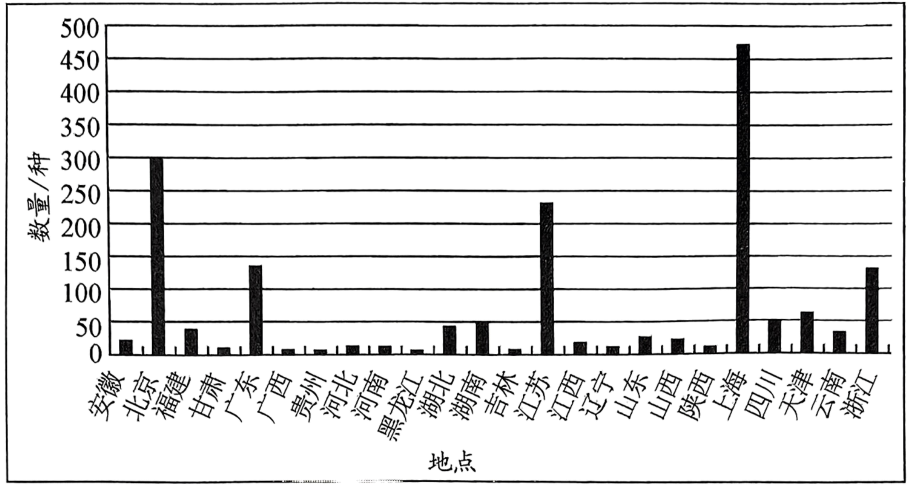 数量/种
500
450
400
350
300
250
200
150
100
50
0
安徽
北京
福建
甘肃
广东
广西
贵州
河北
河南
黑龙江
湖北
湖南
吉林
江苏
江西
辽宁
山东
山西
陕西
上海
四川
天津
云南
浙江
地点